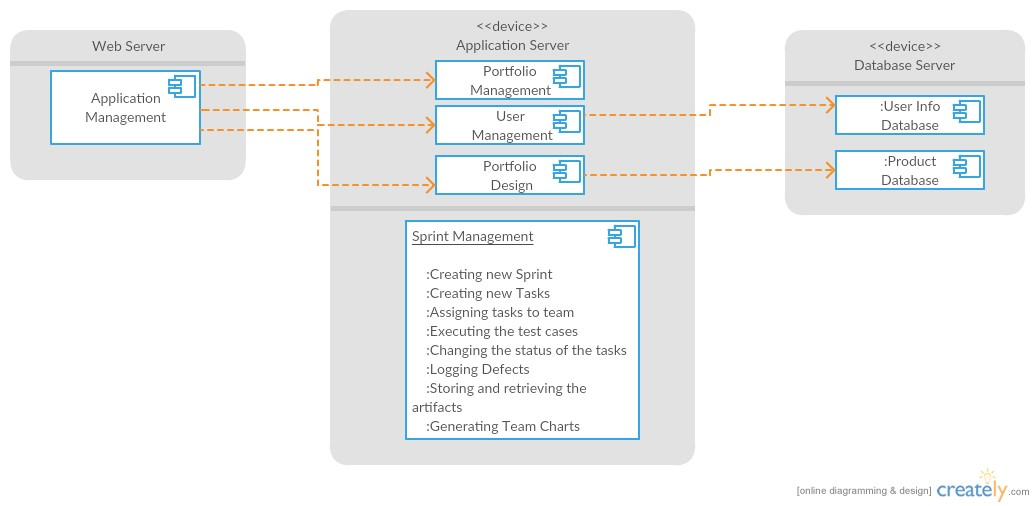 Web Server
Application
Management
<<device>>
Application Server
Portfolio
Management
User
Management
Portfolio
Design
Sprint Management
:Creating new Sprint
:Creating new Tasks
:Assigning tasks to team
:Executing the test cases
:Changing the status of the tasks
:Logging Defects
:Storing and retrieving the
artifacts
:Generating Team Charts
<<device>>
Database Server
:User Info
Database
:Product
Database
[online diagramming & design] creately.com